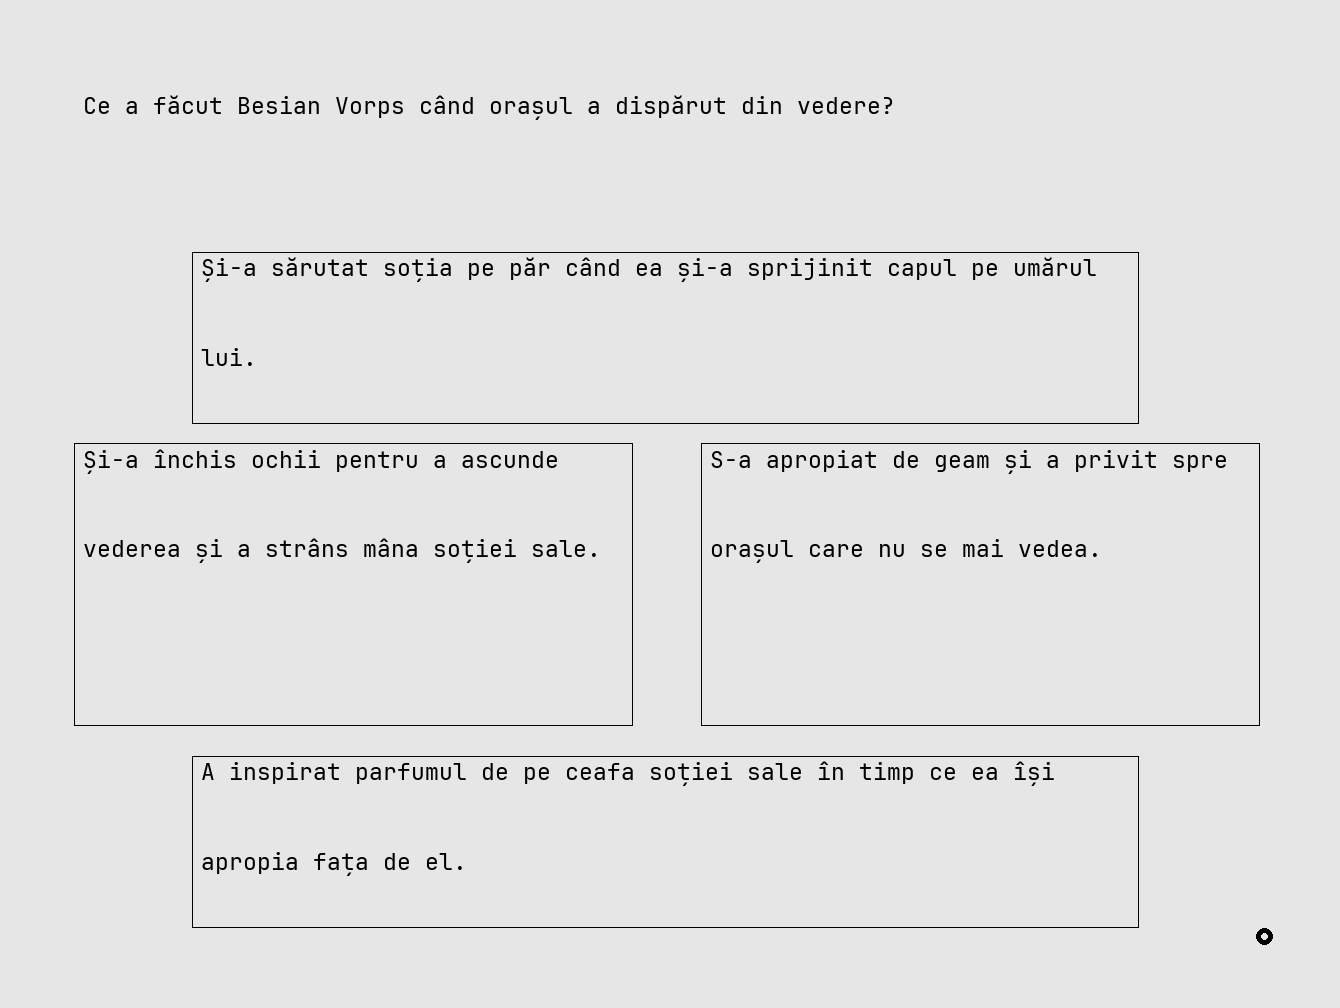 Ce a făcut Besian Vorps când orașul a dispărut din vedere?
Și-a sărutat soția pe păr când ea și-a sprijinit capul pe umărul
lui.
Și-a închis ochii pentru a ascunde
vederea și a strâns mâna soției sale.
S-a apropiat de geam și a privit spre
orașul care nu se mai vedea.
A inspirat parfumul de pe ceafa soției sale în timp ce ea își
apropia fața de el.